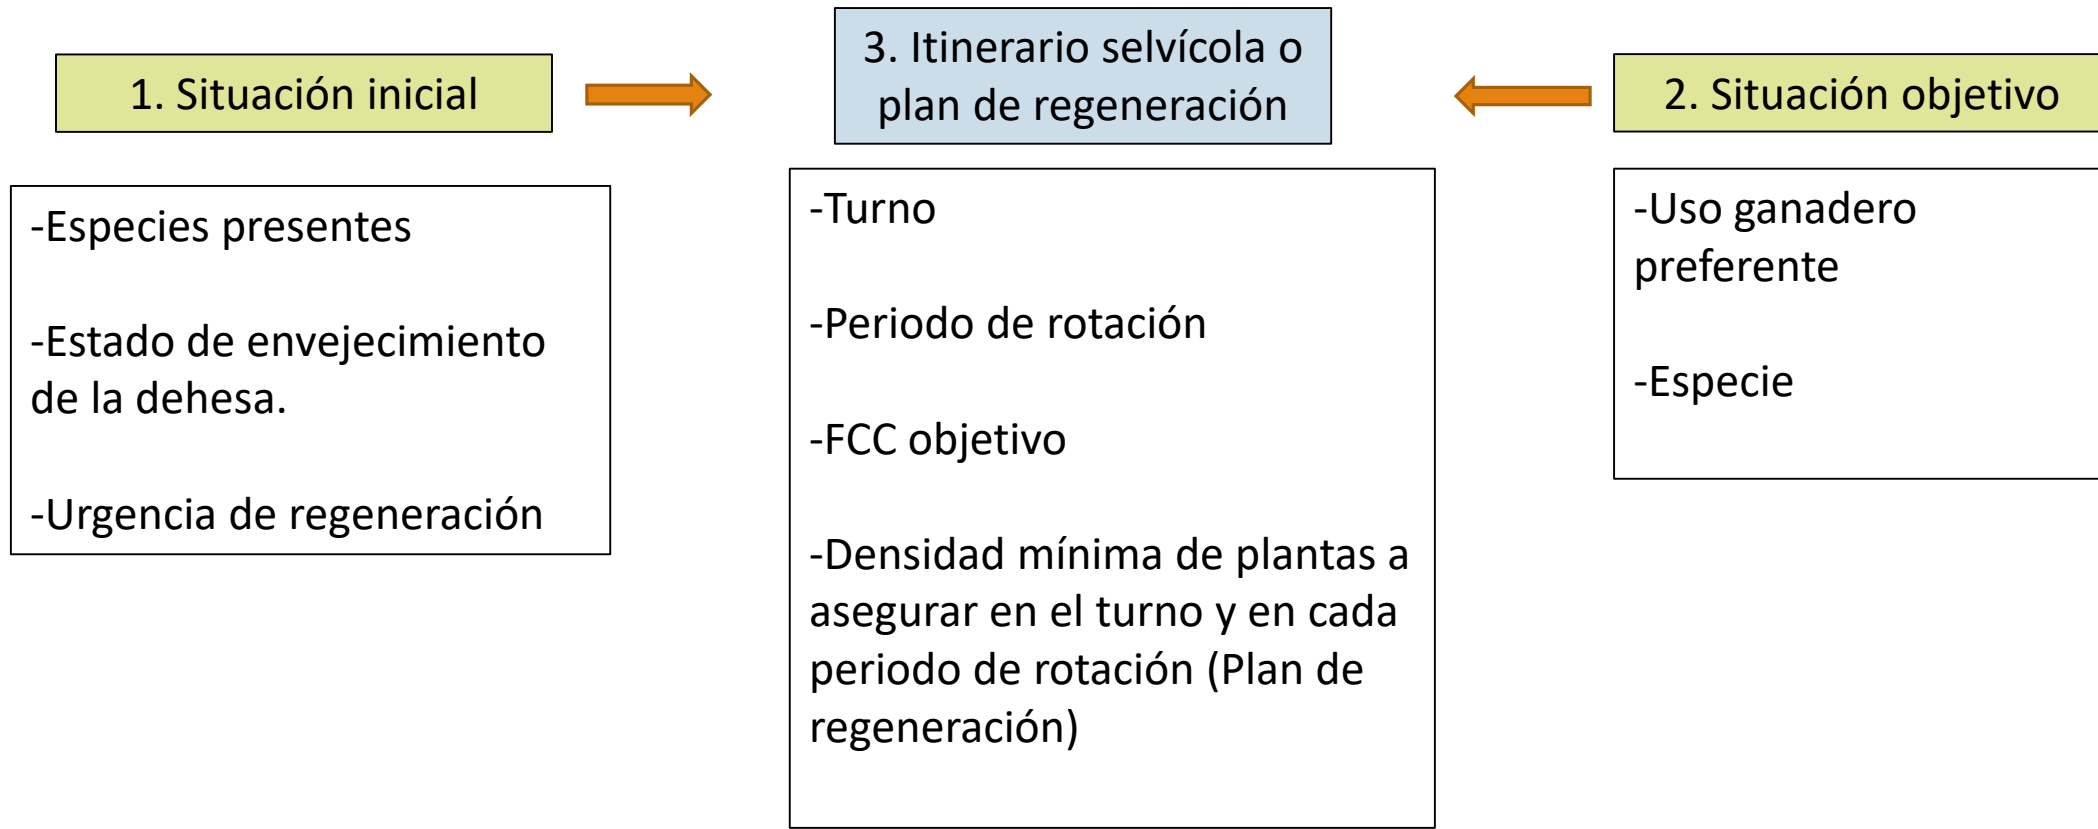 1. Situación inicial
-Especies presentes
-Estado de envejecimiento
de la dehesa.
-Urgencia de regeneración
3. Itinerario selvícola o
plan de regeneración
-Turno
-Periodo de rotación
-FCC objetivo
-Densidad mínima de plantas a
asegurar en el turno y en cada
periodo de rotación (Plan de
regeneración)
2. Situación objetivo
-Uso ganadero
preferente
-Especie